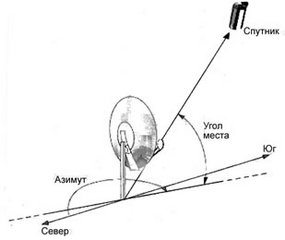 Спутник
Угол
места
Юг
Азимут
Север